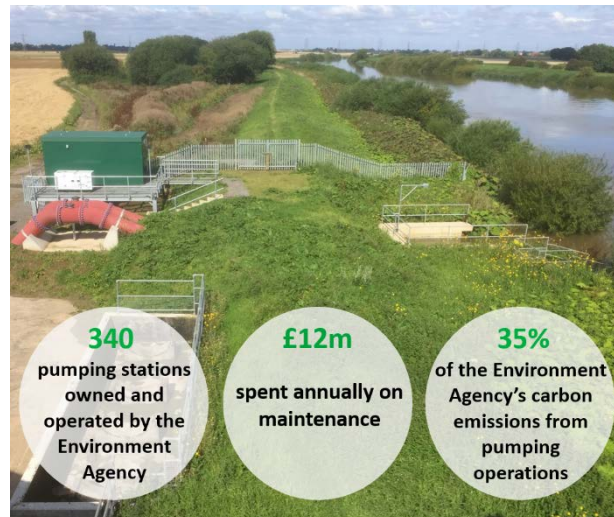 340
pumping stations
owned and
operated by the
Environment
Agency
£12m
spent annually on
maintenance
35%
of the Environment
Agency's carbon
emissions from
pumping
operations